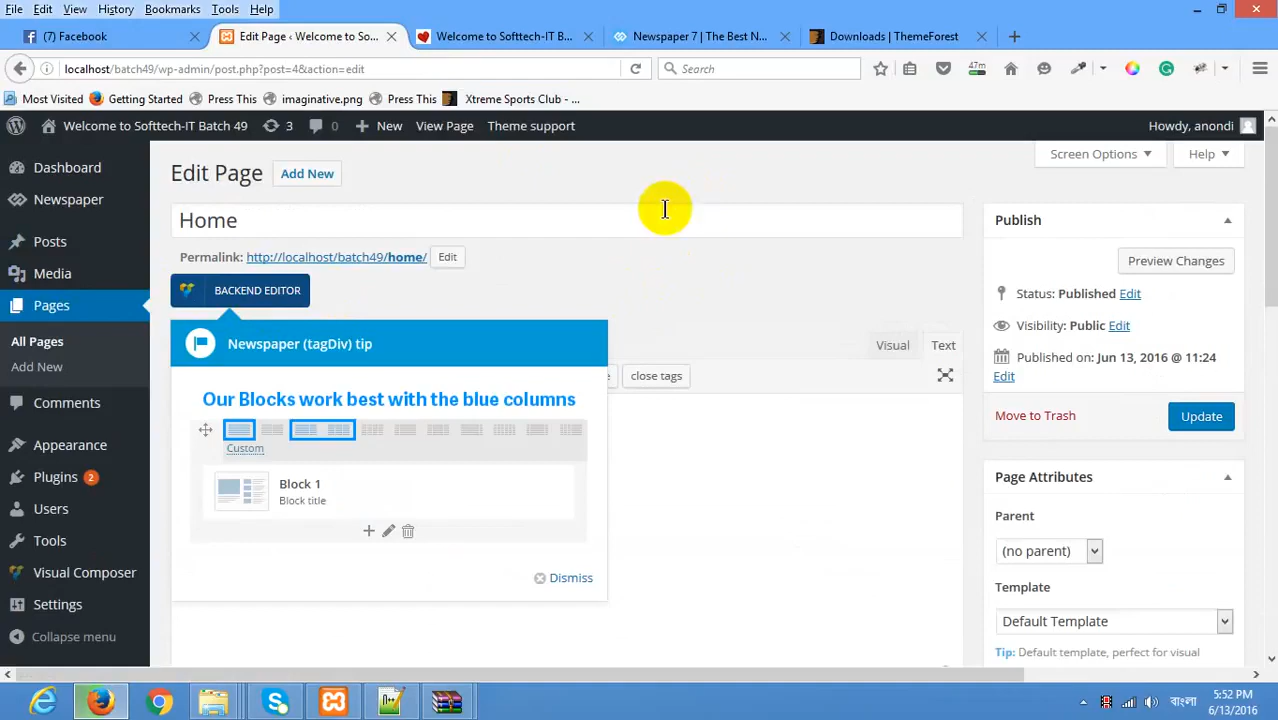 File Edit View History Bookmarks Tools Help
(7) Facebook
Edit Page ‹ Welcome to So...
Welcome to Softtech-IT B...
Newspaper 7 | The Best N...
Downloads | ThemeForest
localhost/batch49/wp-admin/post.php?post=4&action=edit
Search
47m
Most Visited Getting Started Press This imaginative.png Press This Xtreme Sports Club - ...
Welcome to Softtech-IT Batch 49 3 0 New View Page Theme support Howdy, anondi
Dashboard
Newspaper
Posts
Media
Pages
All Pages
Add New
Comments
Appearance
Plugins 2
Users
Tools
Visual Composer
Settings
Collapse menu
Screen Options Help
Edit Page Add New
Home
Permalink: http://localhost/batch49/home/ Edit
BACKEND EDITOR
Newspaper (tagDiv) tip
Our Blocks work best with the blue columns
Custom
Block 1
Block title
Dismiss
Visual Text
close tags
Publish
Preview Changes
Status: Published Edit
Visibility: Public Edit
Published on: Jun 13, 2016 @ 11:24
Edit
Move to Trash Update
Page Attributes
Parent
(no parent)
Template
Default Template
Tip: Default template, perfect for visual
বাংলা
5:52 PM
6/13/2016